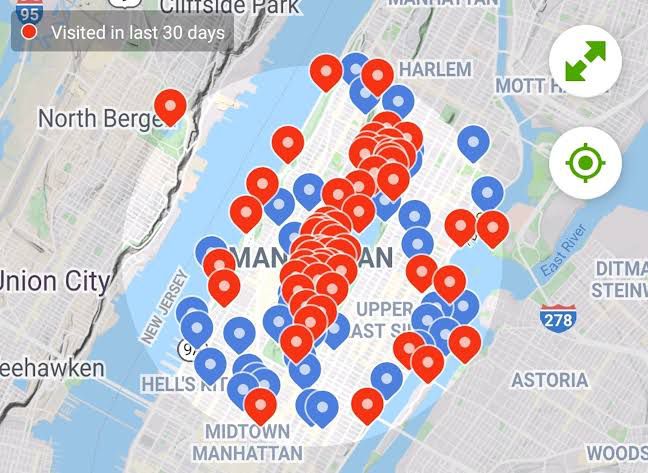 Cliffside Park
MANHATTAN
95
Visited in last 30 days
HARLEM
MOTT H
North Berge
MAN
AN
East River
Union City
DITMA
STEINW
NEW JERSEY
UPPER
AST SI
278
9
eehawken
HELL'S KIT
ASTORIA
MIDTOWN
MANHATTAN
WOODS